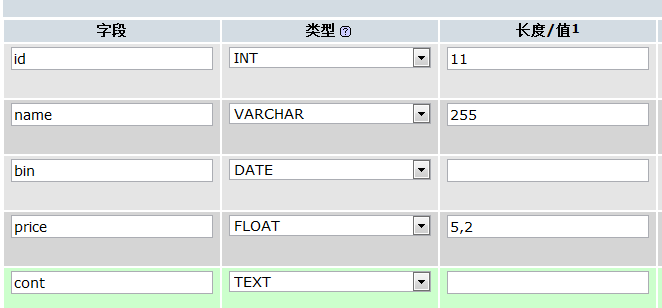 字段 类型 长度/值1
id INT 11
name VARCHAR 255
bin DATE
price FLOAT 5,2
cont TEXT